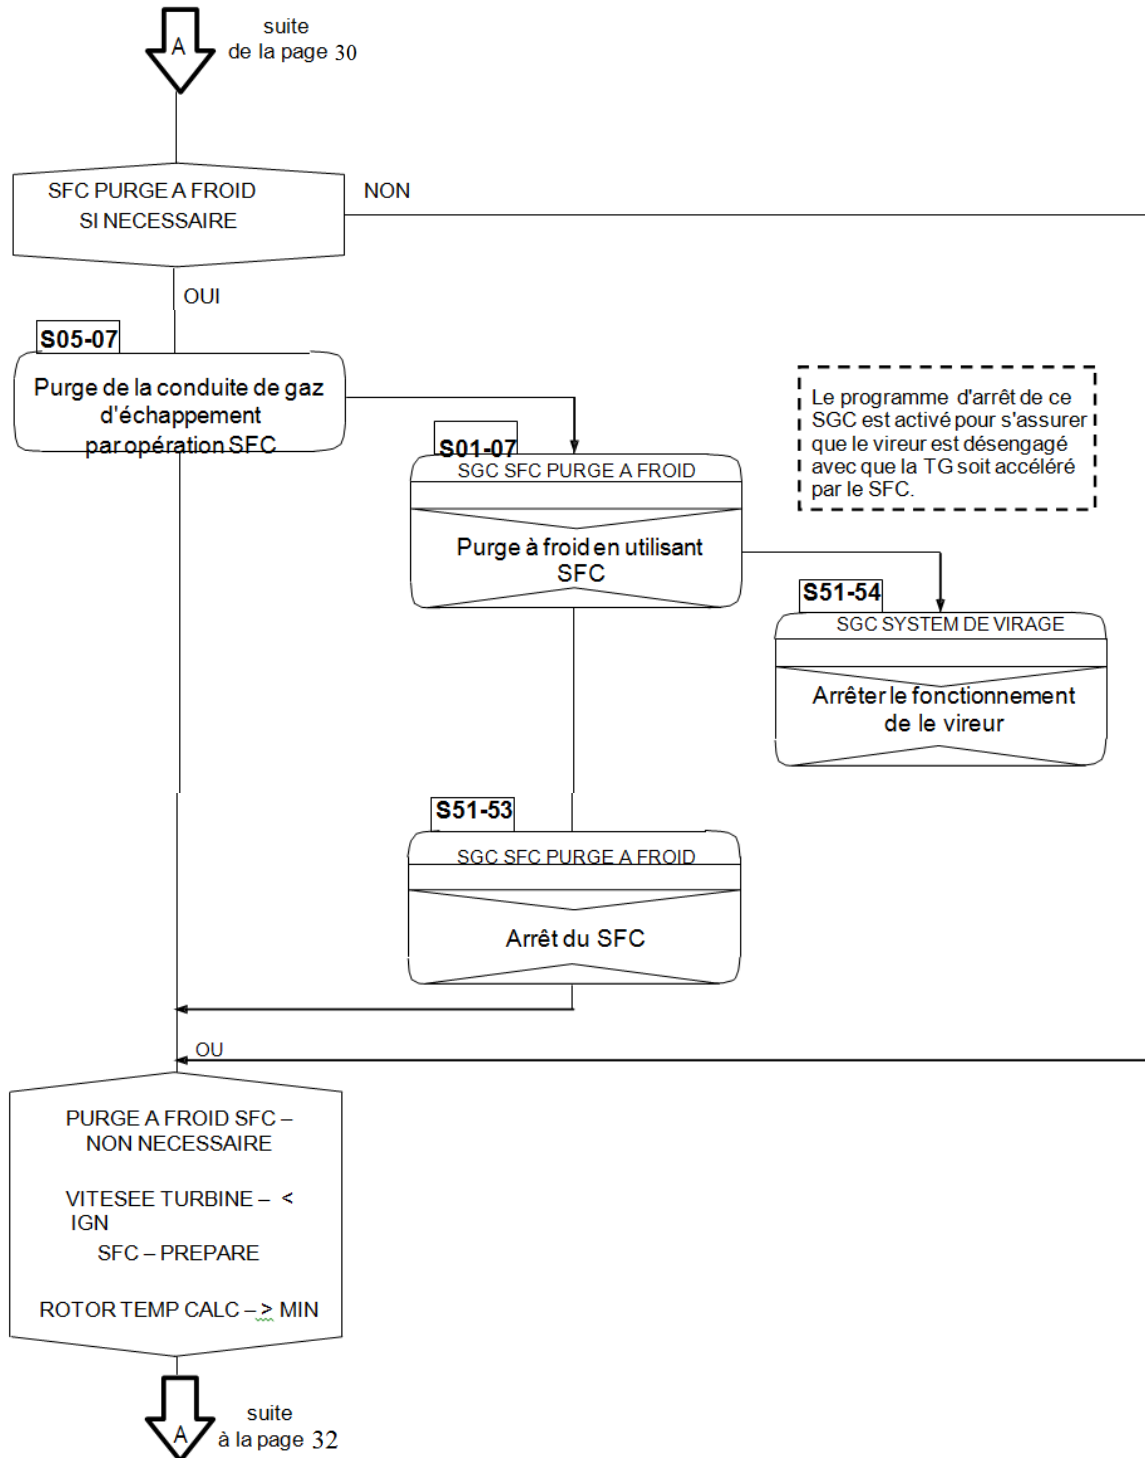 A
suite
de la page 30
SFC PURGE A FROID
SI NECESSAIRE
NON
OUI
S05-07
Purge de la conduite de gaz
d'échappement
par opération SFC
S01-07
SGC SFC PURGE A FROID
Purge à froid en utilisant
SFC
Le programme d'arrêt de ce
SGC est activé pour s'assurer
que le vireur est désengagé
avec que la TG soit accéléré
par le SFC.
S51-54
SGC SYSTEM DE VIRAGE
Arrêter le fonctionnement
de le vireur
S51-53
SGC SFC PURGE A FROID
Arrêt du SFC
OU
PURGE A FROID SFC –
NON NECESSAIRE
VITESEE TURBINE – <
IGN
SFC – PREPARE
ROTOR TEMP CALC – > MIN
A
suite
à la page 32